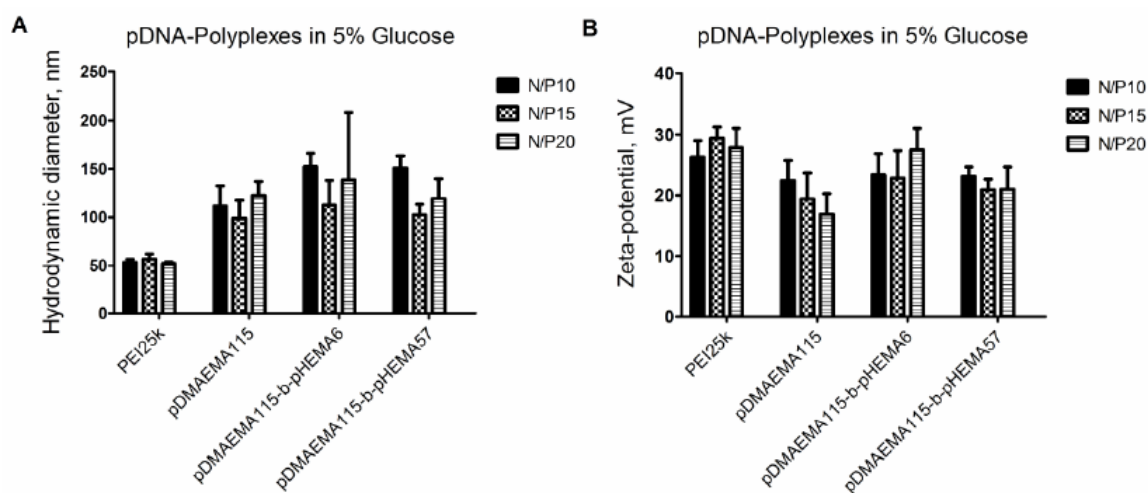 A
pDNA-Polyplexes in 5% Glucose
Hydrodynamic diameter, nm
250
200
150
100
50
0
PEI25k
pDMAEMA115
pDMAEMA115-b-pHEMA6
pDMAEMA115-b-pHEMA57
N/P10
N/P15
N/P20
B
pDNA-Polyplexes in 5% Glucose
Zeta-potential, mV
40
30
20
10
0
PEI25k
pDMAEMA115
pDMAEMA115-b-pHEMA6
pDMAEMA115-b-pHEMA57
N/P10
N/P15
N/P20